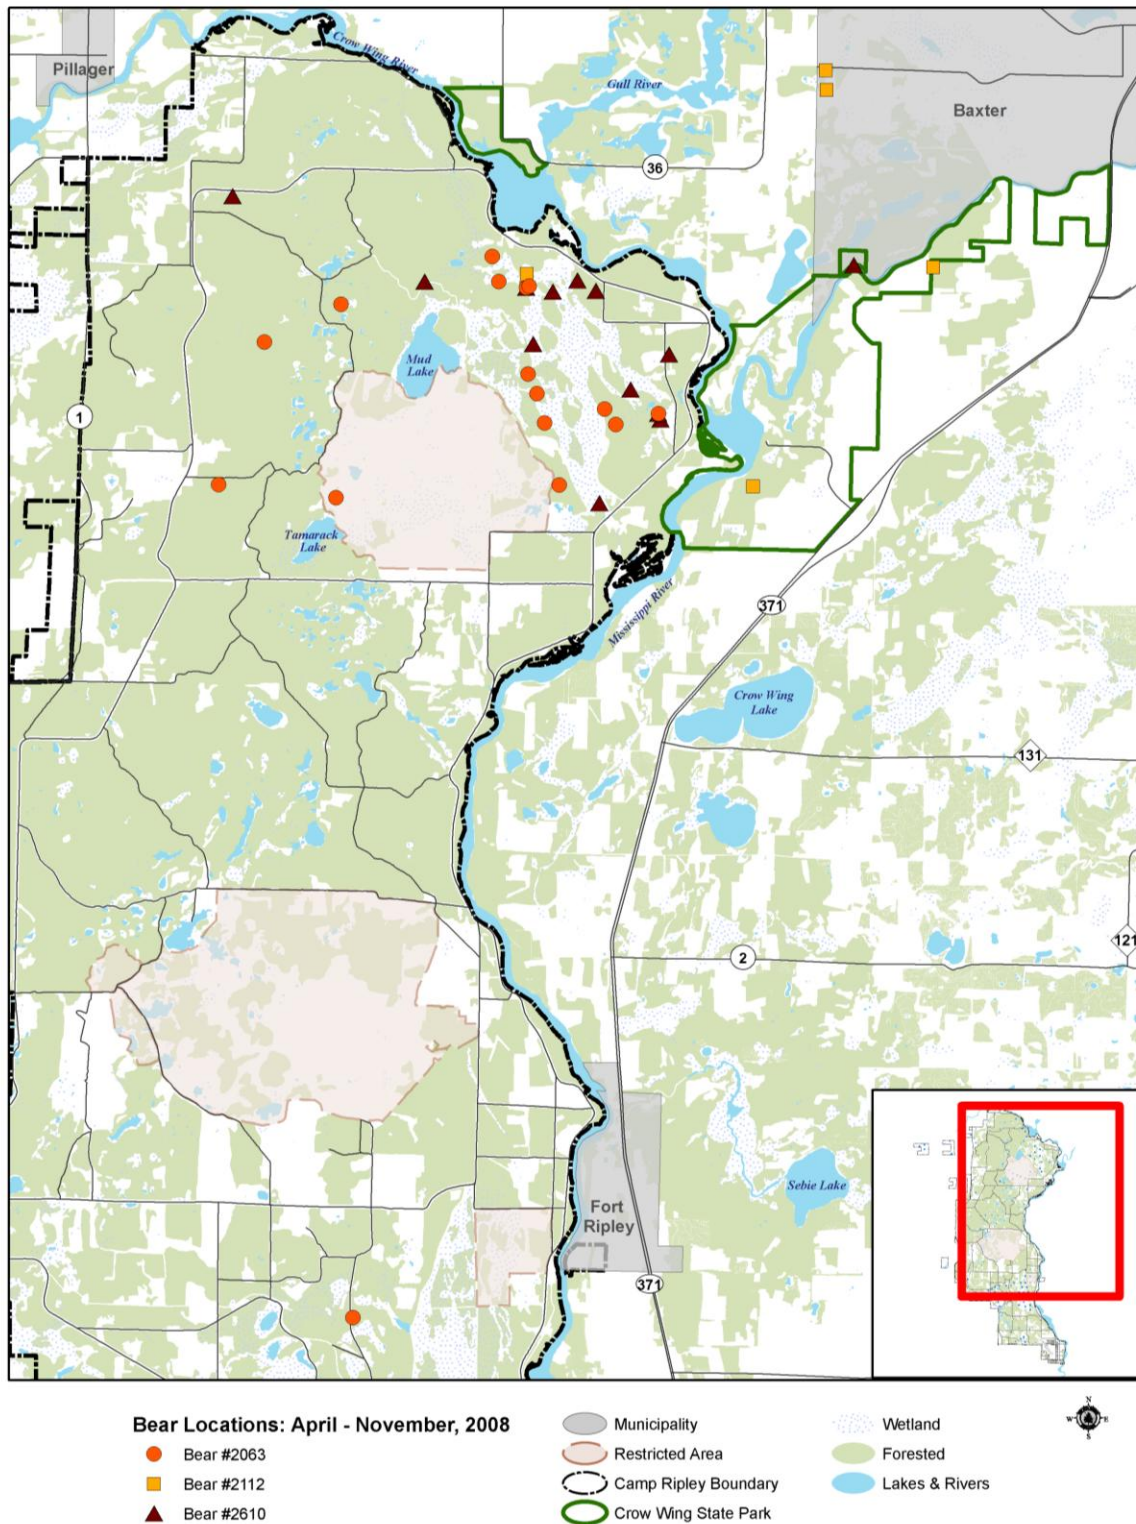 Crow Wing River
Pillager
Gull River
Baxter
36
Mud
Lake
1
Tamarack
Lake
Mississippi River
371
Crow Wing
Lake
131
121
2
Sebie Lake
Fort
Ripley
371
Bear Locations: April - November, 2008
Bear #2063
Bear #2112
Bear #2610
Municipality
Restricted Area
Camp Ripley Boundary
Crow Wing State Park
Wetland
Forested
Lakes & Rivers
N
W E
S